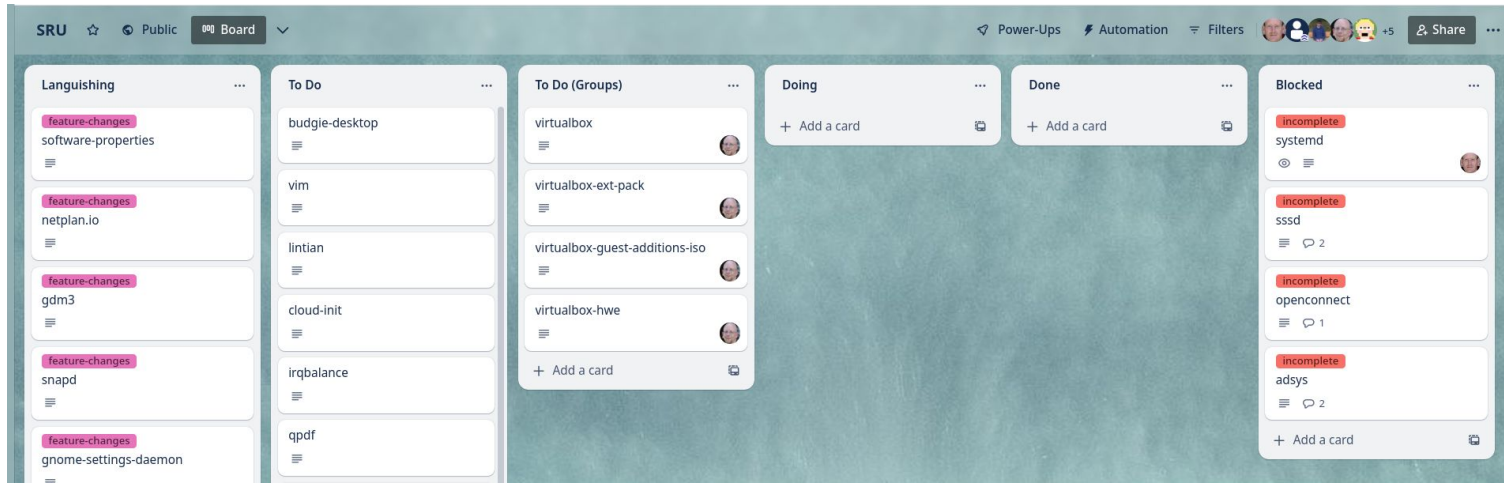 SRU Public Board Power-Ups Automation Filters +5 Share
Languishing
feature-changes
software-properties
feature-changes
netplan.io
feature-changes
gdm3
feature-changes
snapd
feature-changes
gnome-settings-daemon
To Do
budgie-desktop
vim
lintian
cloud-init
irqbalance
qpdf
To Do (Groups)
virtualbox
virtualbox-ext-pack
virtualbox-guest-additions-iso
virtualbox-hwe
+ Add a card
Doing
+ Add a card
Done
+ Add a card
Blocked
incomplete
systemd
incomplete
sssd
2
incomplete
openconnect
1
incomplete
adsys
2
+ Add a card